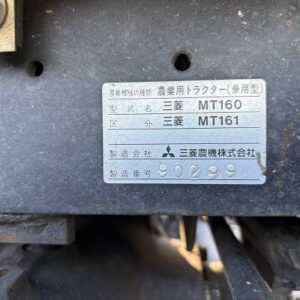 農業機械の種類 農業用トラクター(乗用型)
型式名 三菱 MT160
区分 三菱 MT161
製造会社 三菱農機株式会社
製造番号 90099